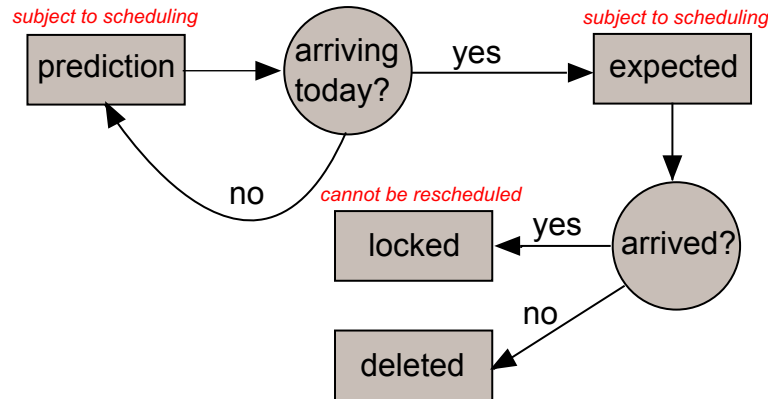 subject to scheduling
prediction
arriving
today?
yes
subject to scheduling
expected
no
cannot be rescheduled
locked
yes
arrived?
no
deleted